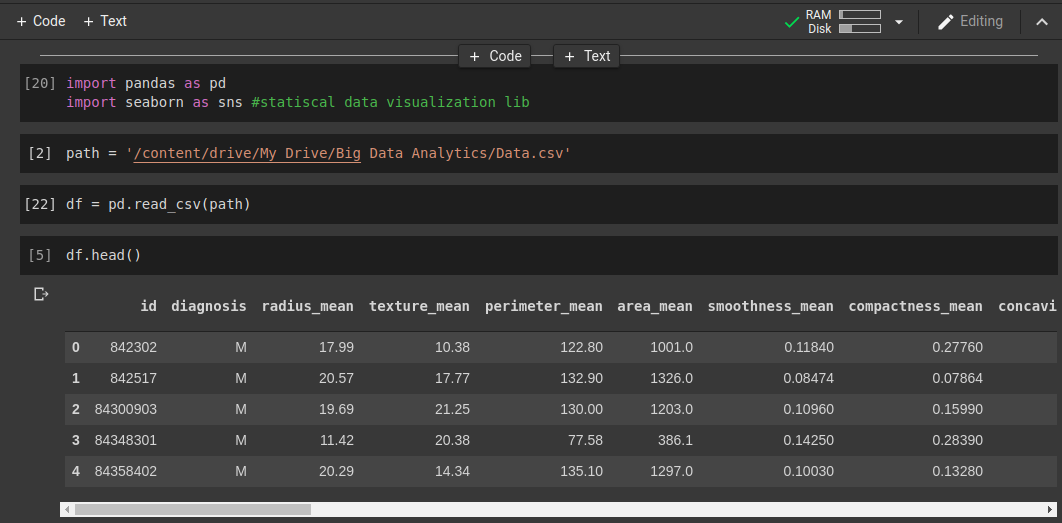 + Code + Text
RAM
Disk
Editing
+ Code + Text
[20] import pandas as pd
import seaborn as sns #statiscal data visualization lib
[2] path = '/content/drive/My Drive/Big Data Analytics/Data.csv'
[22] df = pd.read_csv(path)
[5] df.head()
id diagnosis radius_mean texture_mean perimeter_mean area_mean smoothness_mean compactness_mean concavi
0 842302 M 17.99 10.38 122.80 1001.0 0.11840 0.27760
1 842517 M 20.57 17.77 132.90 1326.0 0.08474 0.07864
2 84300903 M 19.69 21.25 130.00 1203.0 0.10960 0.15990
3 84348301 M 11.42 20.38 77.58 386.1 0.14250 0.28390
4 84358402 M 20.29 14.34 135.10 1297.0 0.10030 0.13280